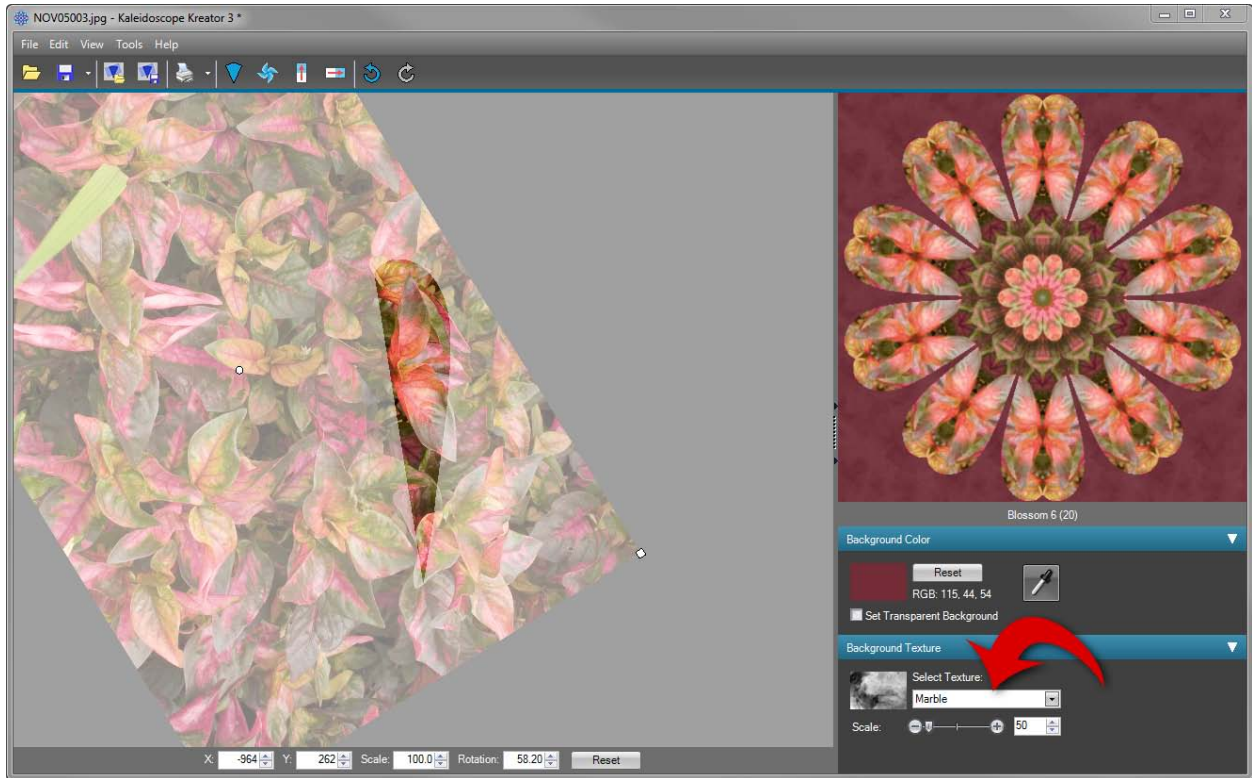 NOV05003.jpg - Kaleidoscope Kreator 3 *
File Edit View Tools Help
Blossom 6 (20)
Background Color
Reset
RGB: 115, 44, 54
Set Transparent Background
Background Texture
Select Texture:
Marble
Scale: 50
X: -964 Y: 262 Scale: 100.0 Rotation: 58.20 Reset